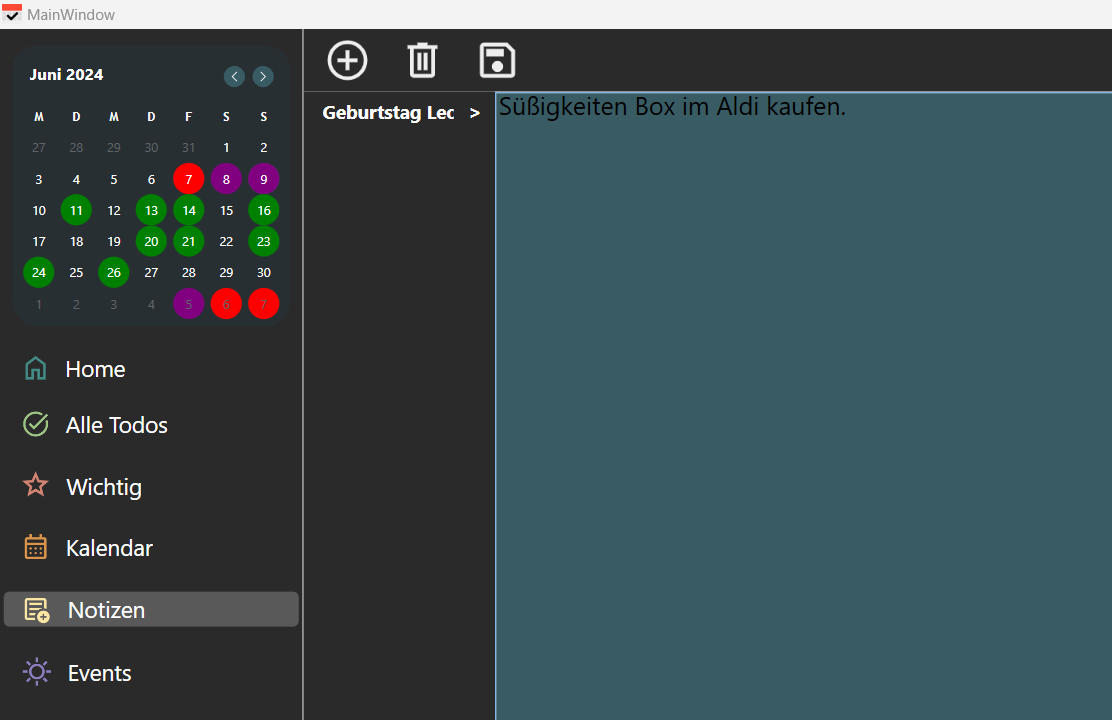 MainWindow
Juni 2024
M D M D F S S
27 28 29 30 31 1 2
3 4 5 6 7 8 9
10 11 12 13 14 15 16
17 18 19 20 21 22 23
24 25 26 27 28 29 30
1 2 3 4 5 6 7
Home
Alle Todos
Wichtig
Kalendar
Notizen
Events
Geburtstag Lec >
Süßigkeiten Box im Aldi kaufen.